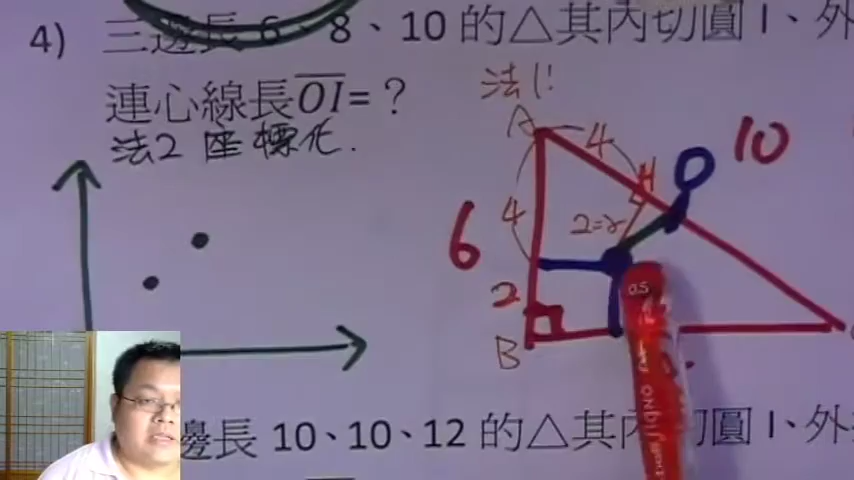 4) 三邊長 6、8、10 的△其內切圓 I、外
連心線長OI=?
法1:
法2 座標化.
A
4
H
O
10
4
2=r
6
2
B
邊長 10、10、12 的△其內切圓 I、外